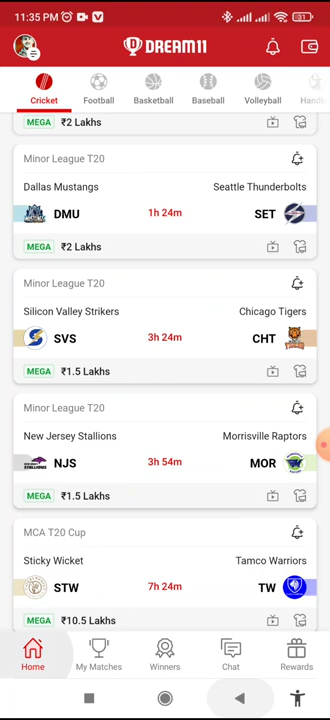 11:35 PM
31
DREAM11
Cricket Football Basketball Baseball Volleyball Handb
MEGA ₹2 Lakhs
Minor League T20
Dallas Mustangs Seattle Thunderbolts
DMU 1h 24m SET
MEGA ₹2 Lakhs
Minor League T20
Silicon Valley Strikers Chicago Tigers
SVS 3h 24m CHT
MEGA ₹1.5 Lakhs
Minor League T20
New Jersey Stallions Morrisville Raptors
NJS 3h 54m MOR
MEGA ₹1.5 Lakhs
MCA T20 Cup
Sticky Wicket Tamco Warriors
STW 7h 24m TW
MEGA ₹10.5 Lakhs
Home My Matches Winners Chat Rewards